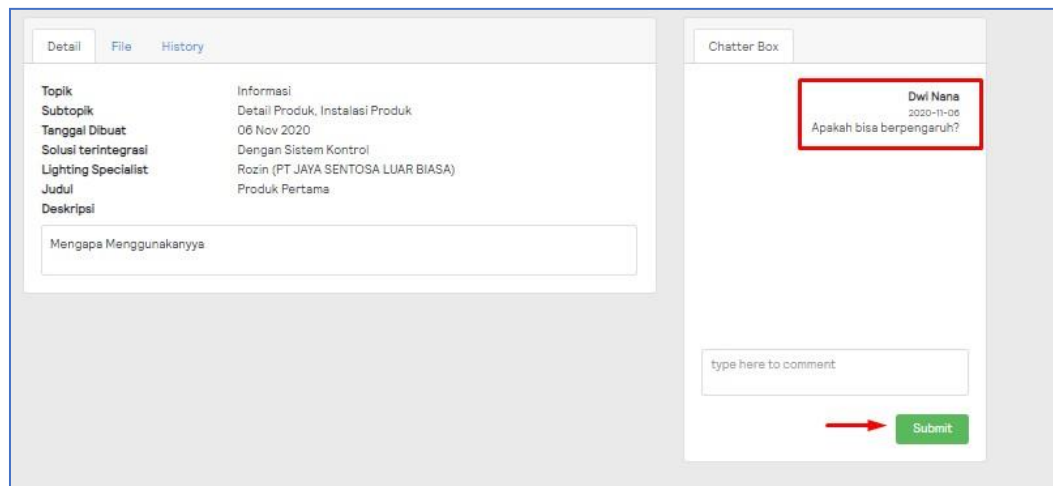 Detail File History
Topik Informasi
Subtopik Detail Produk, Instalasi Produk
Tanggal Dibuat 06 Nov 2020
Solusi terintegrasi Dengan Sistem Kontrol
Lighting Specialist Rozin (PT JAYA SENTOSA LUAR BIASA)
Judul Produk Pertama
Deskripsi
Mengapa Menggunakanyya
Chatter Box
Dwi Nana
2020-11-06
Apakah bisa berpengaruh?
type here to comment
Submit